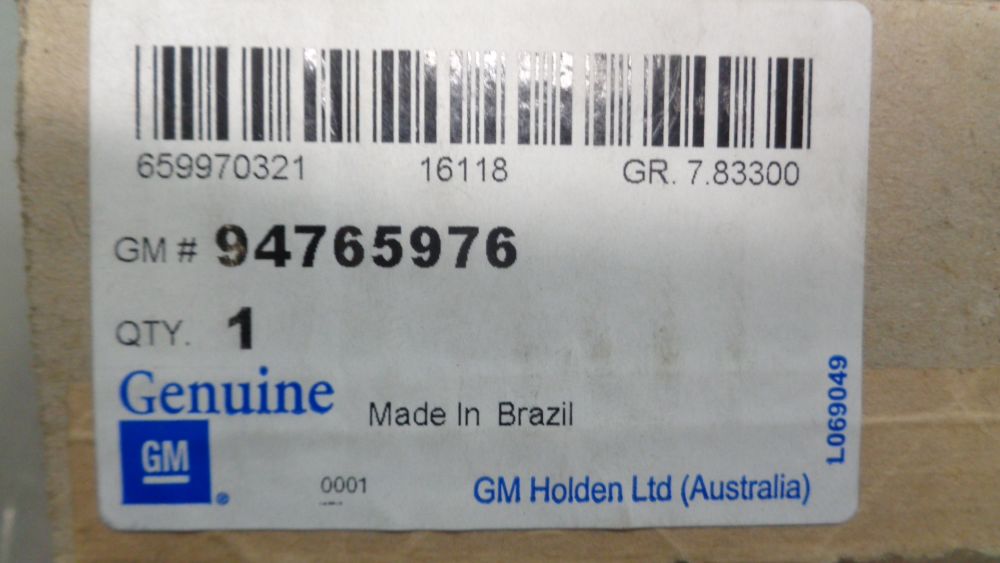 659970321 16118 GR. 7.83300
GM # 94765976
QTY. 1
Genuine
Made In Brazil
GM
®
0001
GM Holden Ltd (Australia)
L069049